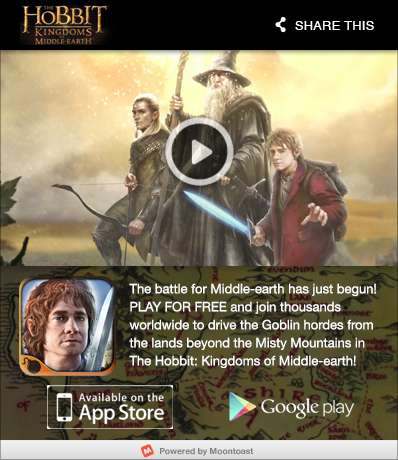 THE
HOBBIT
KINGDOMS
OF
MIDDLE-EARTH
SHARE THIS
The battle for Middle-earth has just begun!
PLAY FOR FREE and join thousands
worldwide to drive the Goblin hordes from
the lands beyond the Misty Mountains in
The Hobbit: Kingdoms of Middle-earth!
Available on the
App Store
Google play
Powered by Moontoast